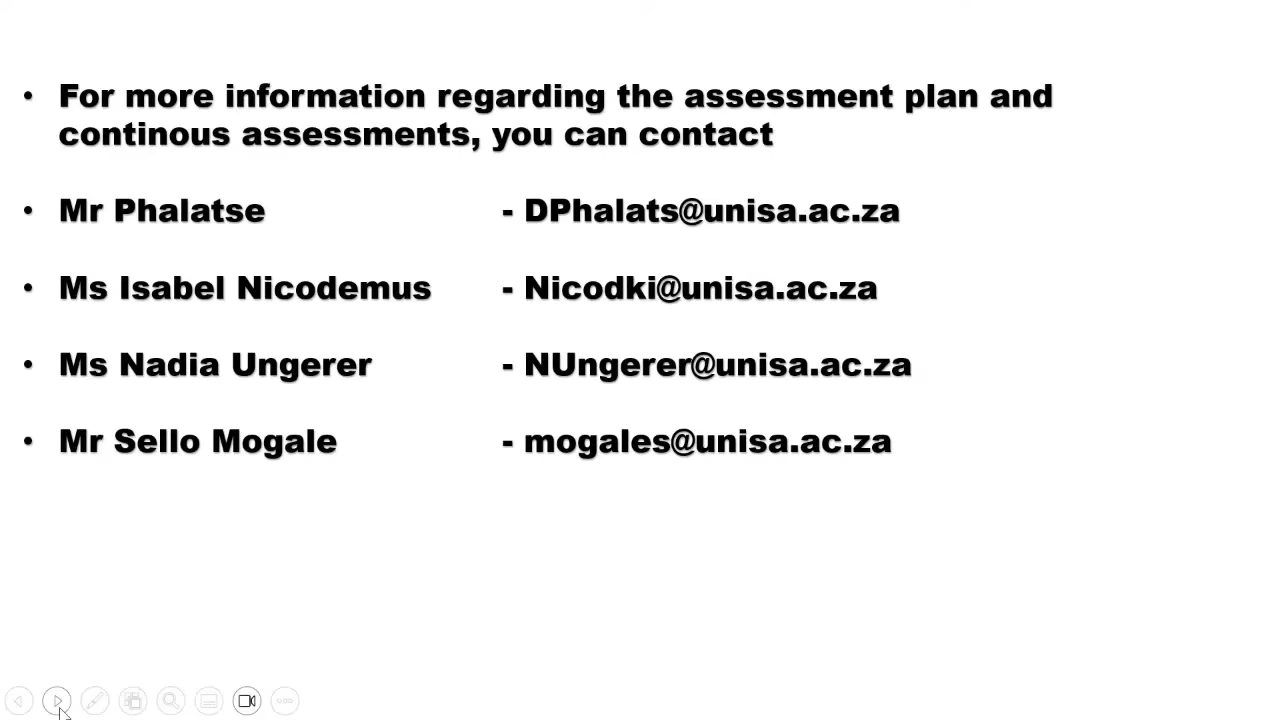 • For more information regarding the assessment plan and
continous assessments, you can contact
• Mr Phalatse - DPhalats@unisa.ac.za
• Ms Isabel Nicodemus - Nicodki@unisa.ac.za
• Ms Nadia Ungerer - NUngerer@unisa.ac.za
• Mr Sello Mogale - mogales@unisa.ac.za